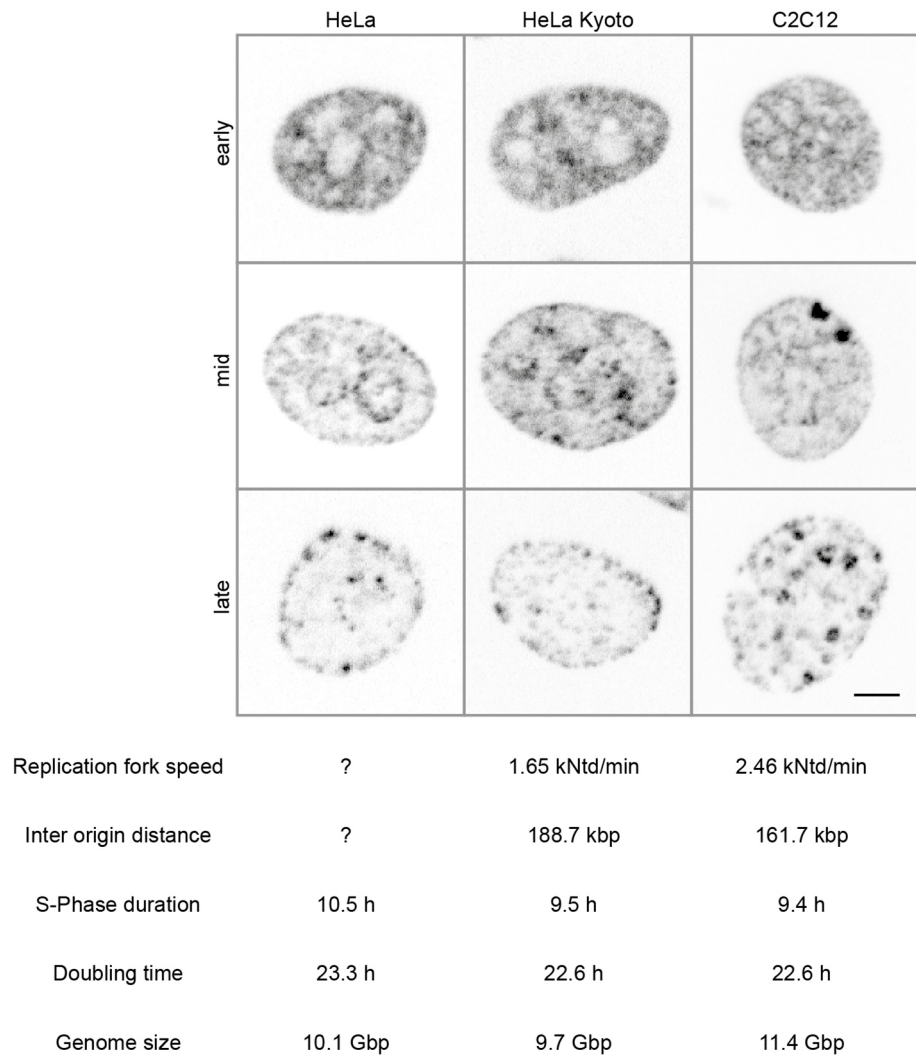 HeLa HeLa Kyoto C2C12
early
mid
late
Replication fork speed ? 1.65 kNtd/min 2.46 kNtd/min
Inter origin distance ? 188.7 kbp 161.7 kbp
S-Phase duration 10.5 h 9.5 h 9.4 h
Doubling time 23.3 h 22.6 h 22.6 h
Genome size 10.1 Gbp 9.7 Gbp 11.4 Gbp